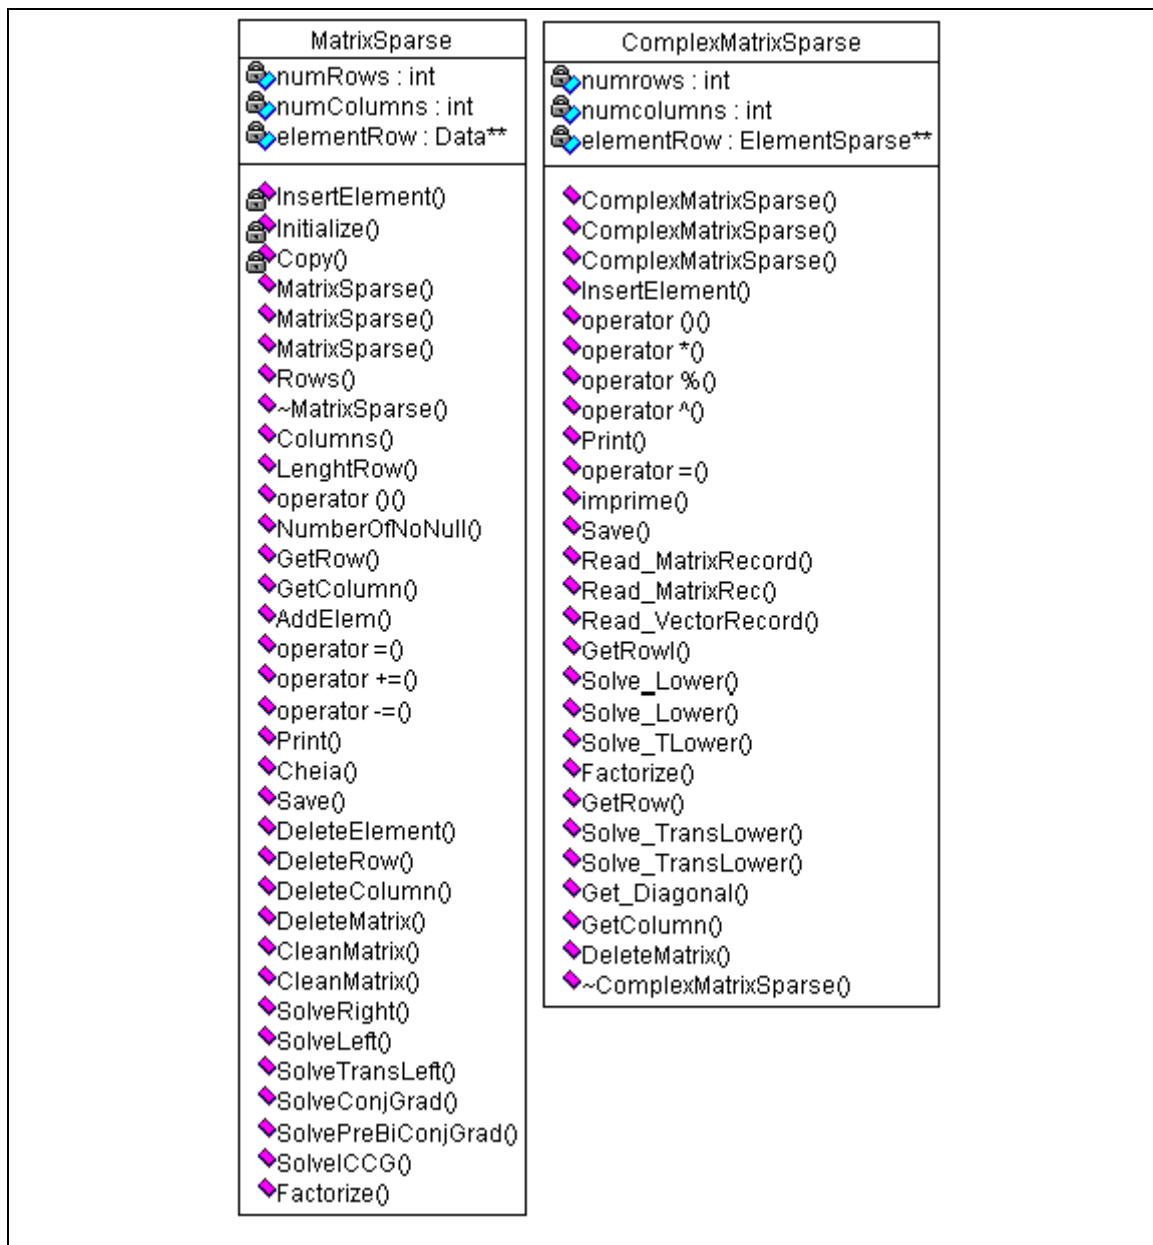 MatrixSparse
numRows : int
numColumns : int
elementRow : Data**
InsertElement()
Initialize()
Copy()
MatrixSparse()
MatrixSparse()
MatrixSparse()
Rows()
~MatrixSparse()
Columns()
LenghtRow()
operator ()()
NumberOfNoNull()
GetRow()
GetColumn()
AddElem()
operator =()
operator +=()
operator -=()
Print()
Cheia()
Save()
DeleteElement()
DeleteRow()
DeleteColumn()
DeleteMatrix()
CleanMatrix()
CleanMatrix()
SolveRight()
SolveLeft()
SolveTransLeft()
SolveConjGrad()
SolvePreBiConjGrad()
SolveICCG()
Factorize()
ComplexMatrixSparse
numrows : int
numcolumns : int
elementRow : ElementSparse**
ComplexMatrixSparse()
ComplexMatrixSparse()
ComplexMatrixSparse()
InsertElement()
operator ()()
operator *()
operator %()
operator ^()
Print()
operator =()
imprime()
Save()
Read_MatrixRecord()
Read_MatrixRec()
Read_VectorRecord()
GetRowI()
Solve_Lower()
Solve_Lower()
Solve_TLower()
Factorize()
GetRow()
Solve_TransLower()
Solve_TransLower()
Get_Diagonal()
GetColumn()
DeleteMatrix()
~ComplexMatrixSparse()